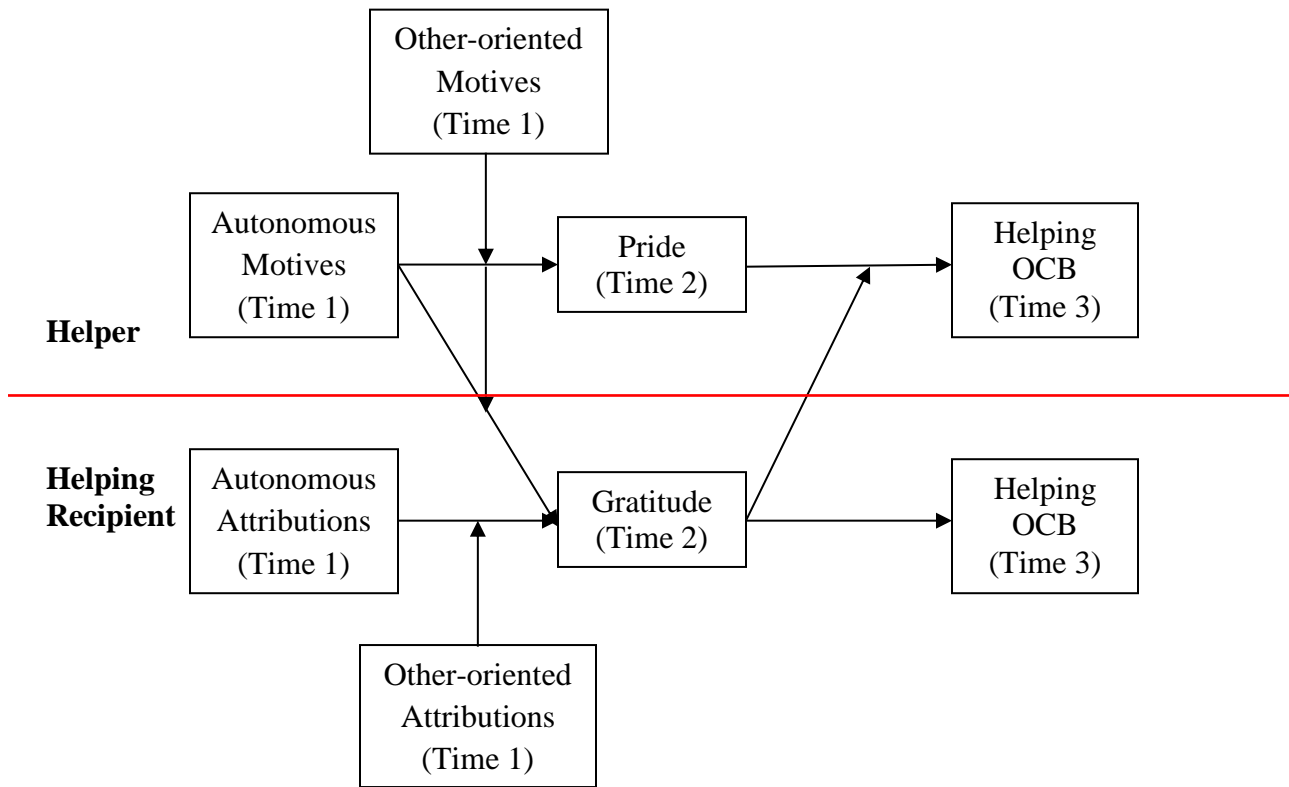 Other-oriented
Motives
(Time 1)
Autonomous
Motives
(Time 1)
Pride
(Time 2)
Helping
OCB
(Time 3)
Helper
Helping
Recipient
Autonomous
Attributions
(Time 1)
Gratitude
(Time 2)
Helping
OCB
(Time 3)
Other-oriented
Attributions
(Time 1)